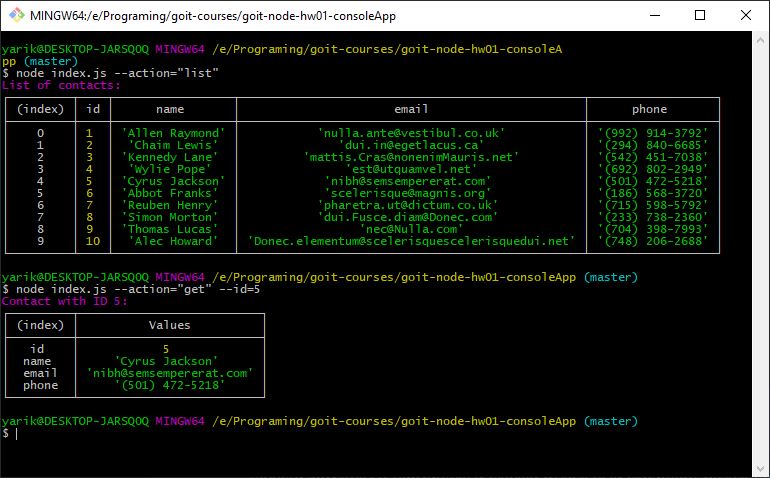 MINGW64:/e/Programing/goit-courses/goit-node-hw01-consoleApp
yarik@DESKTOP-JARSQOQ MINGW64 /e/Programing/goit-courses/goit-node-hw01-consoleA
pp (master)
$ node index.js --action="list"
List of contacts:
(index) id name email phone
0 1 'Allen Raymond' 'nulla.ante@vestibul.co.uk' '(992) 914-3792'
1 2 'Chaim Lewis' 'dui.in@egetlacus.ca' '(294) 840-6685'
2 3 'Kennedy Lane' 'mattis.Cras@nonenimMauris.net' '(542) 451-7038'
3 4 'Wylie Pope' 'est@utquamvel.net' '(692) 802-2949'
4 5 'Cyrus Jackson' 'nibh@semsempererat.com' '(501) 472-5218'
5 6 'Abbot Franks' 'scelerisque@magnis.org' '(186) 568-3720'
6 7 'Reuben Henry' 'pharetra.ut@dictum.co.uk' '(715) 598-5792'
7 8 'Simon Morton' 'dui.Fusce.diam@Donec.com' '(233) 738-2360'
8 9 'Thomas Lucas' 'nec@Nulla.com' '(704) 398-7993'
9 10 'Alec Howard' 'Donec.elementum@scelerisquescelerisquedui.net' '(748) 206-2688'
yarik@DESKTOP-JARSQOQ MINGW64 /e/Programing/goit-courses/goit-node-hw01-consoleApp (master)
$ node index.js --action="get" --id=5
Contact with ID 5:
(index) Values
id 5
name 'Cyrus Jackson'
email 'nibh@semsempererat.com'
phone '(501) 472-5218'
yarik@DESKTOP-JARSQOQ MINGW64 /e/Programing/goit-courses/goit-node-hw01-consoleApp (master)
$